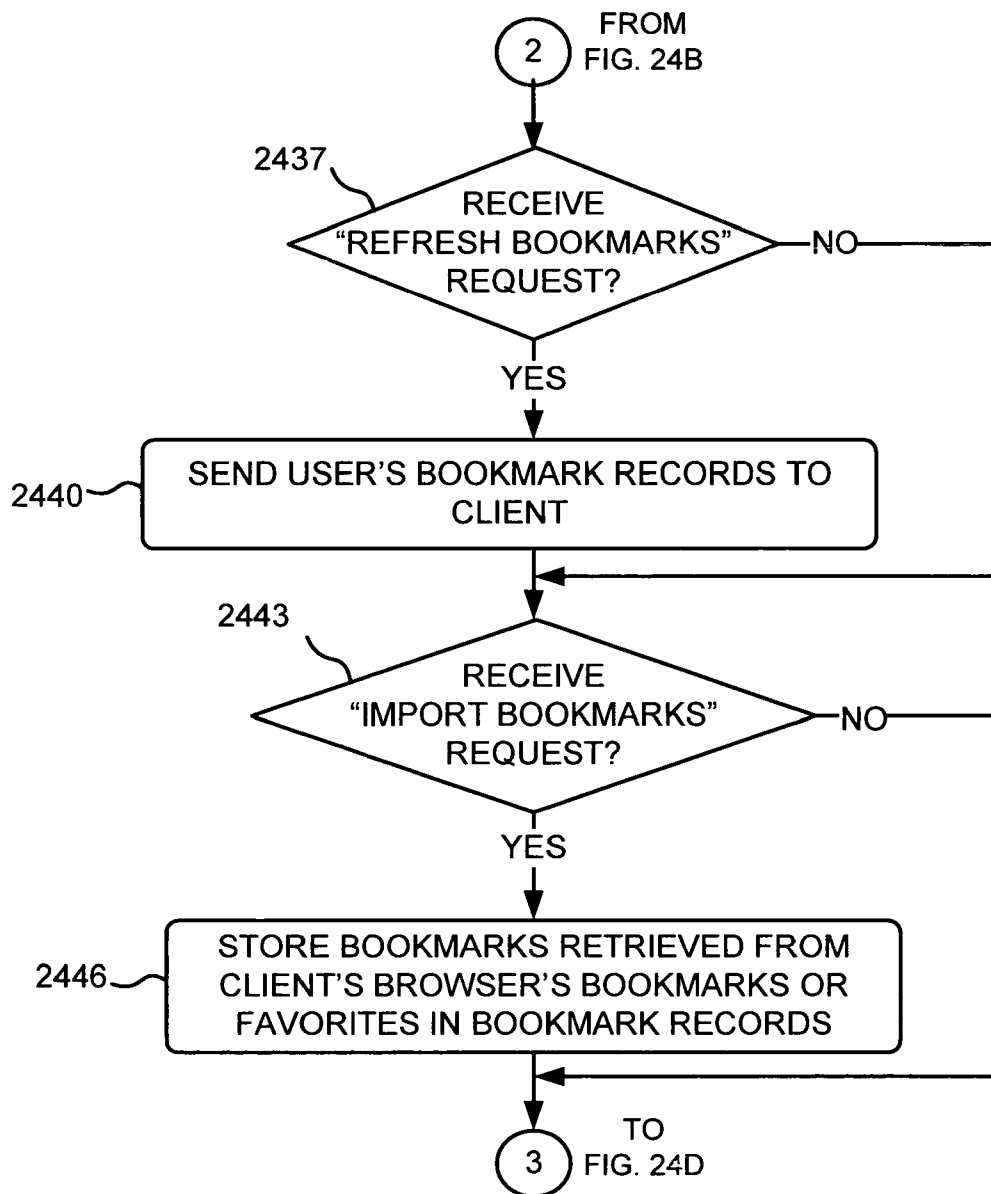 2
FROM
FIG. 24B
2437
RECEIVE
“REFRESH BOOKMARKS”
REQUEST?
NO
YES
2440
SEND USER’S BOOKMARK RECORDS TO
CLIENT
2443
RECEIVE
“IMPORT BOOKMARKS”
REQUEST?
NO
YES
2446
STORE BOOKMARKS RETRIEVED FROM
CLIENT’S BROWSER’S BOOKMARKS OR
FAVORITES IN BOOKMARK RECORDS
3
TO
FIG. 24D